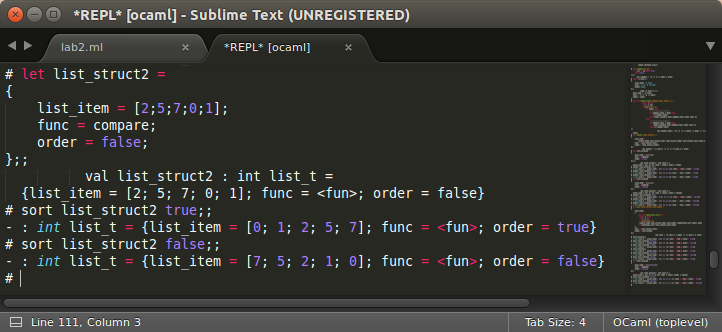 *REPL* [ocaml] - Sublime Text (UNREGISTERED)
lab2.ml
*REPL* [ocaml]
# let list_struct2 =
{
    list_item = [2;5;7;0;1];
    func = compare;
    order = false;
};;
          val list_struct2 : int list_t =
  {list_item = [2; 5; 7; 0; 1]; func = <fun>; order = false}
# sort list_struct2 true;;
- : int list_t = {list_item = [0; 1; 2; 5; 7]; func = <fun>; order = true}
# sort list_struct2 false;;
- : int list_t = {list_item = [7; 5; 2; 1; 0]; func = <fun>; order = false}
#
Line 111, Column 3
Tab Size: 4
OCaml (toplevel)